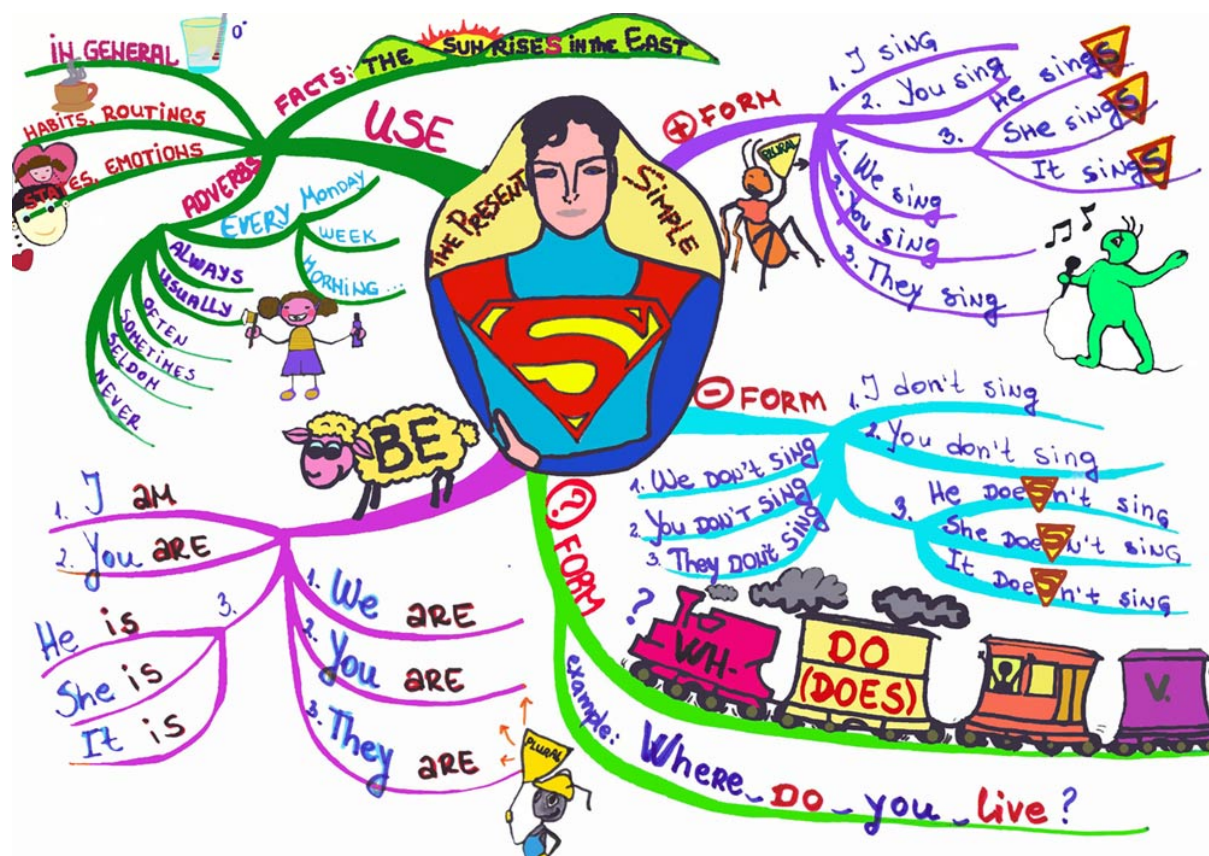 THE PRESENT SIMPLE
S
USE
FACTS: THE SUN RISES in the EAST
IN GENERAL
0°
HABITS, ROUTINES
STATES, EMOTIONS
ADVERBS
EVERY MONDAY
WEEK
MORNING...
ALWAYS
USUALLY
OFTEN
SOMETIMES
SELDOM
NEVER
+ FORM
1. I sing
2. You sing
3.
He singS
She singS
It singS
PLURAL
1. We sing
2. You sing
3. They sing
- FORM
1. I don't sing
2. You don't sing
3.
He DoeSn't sing
She DoeSN't siNG
It DoeSn't siNG
1. We DON'T SiNG
2. You DON'T SiNG
3. They DON't SiNG
BE
1. I am
2. You aRE
3.
He is
She is
It is
1. We aRE
2. You aRE
3. They aRE
PLURAL
? FORM
?
WH-
DO
(DOES)
V.
example: Where DO you live?